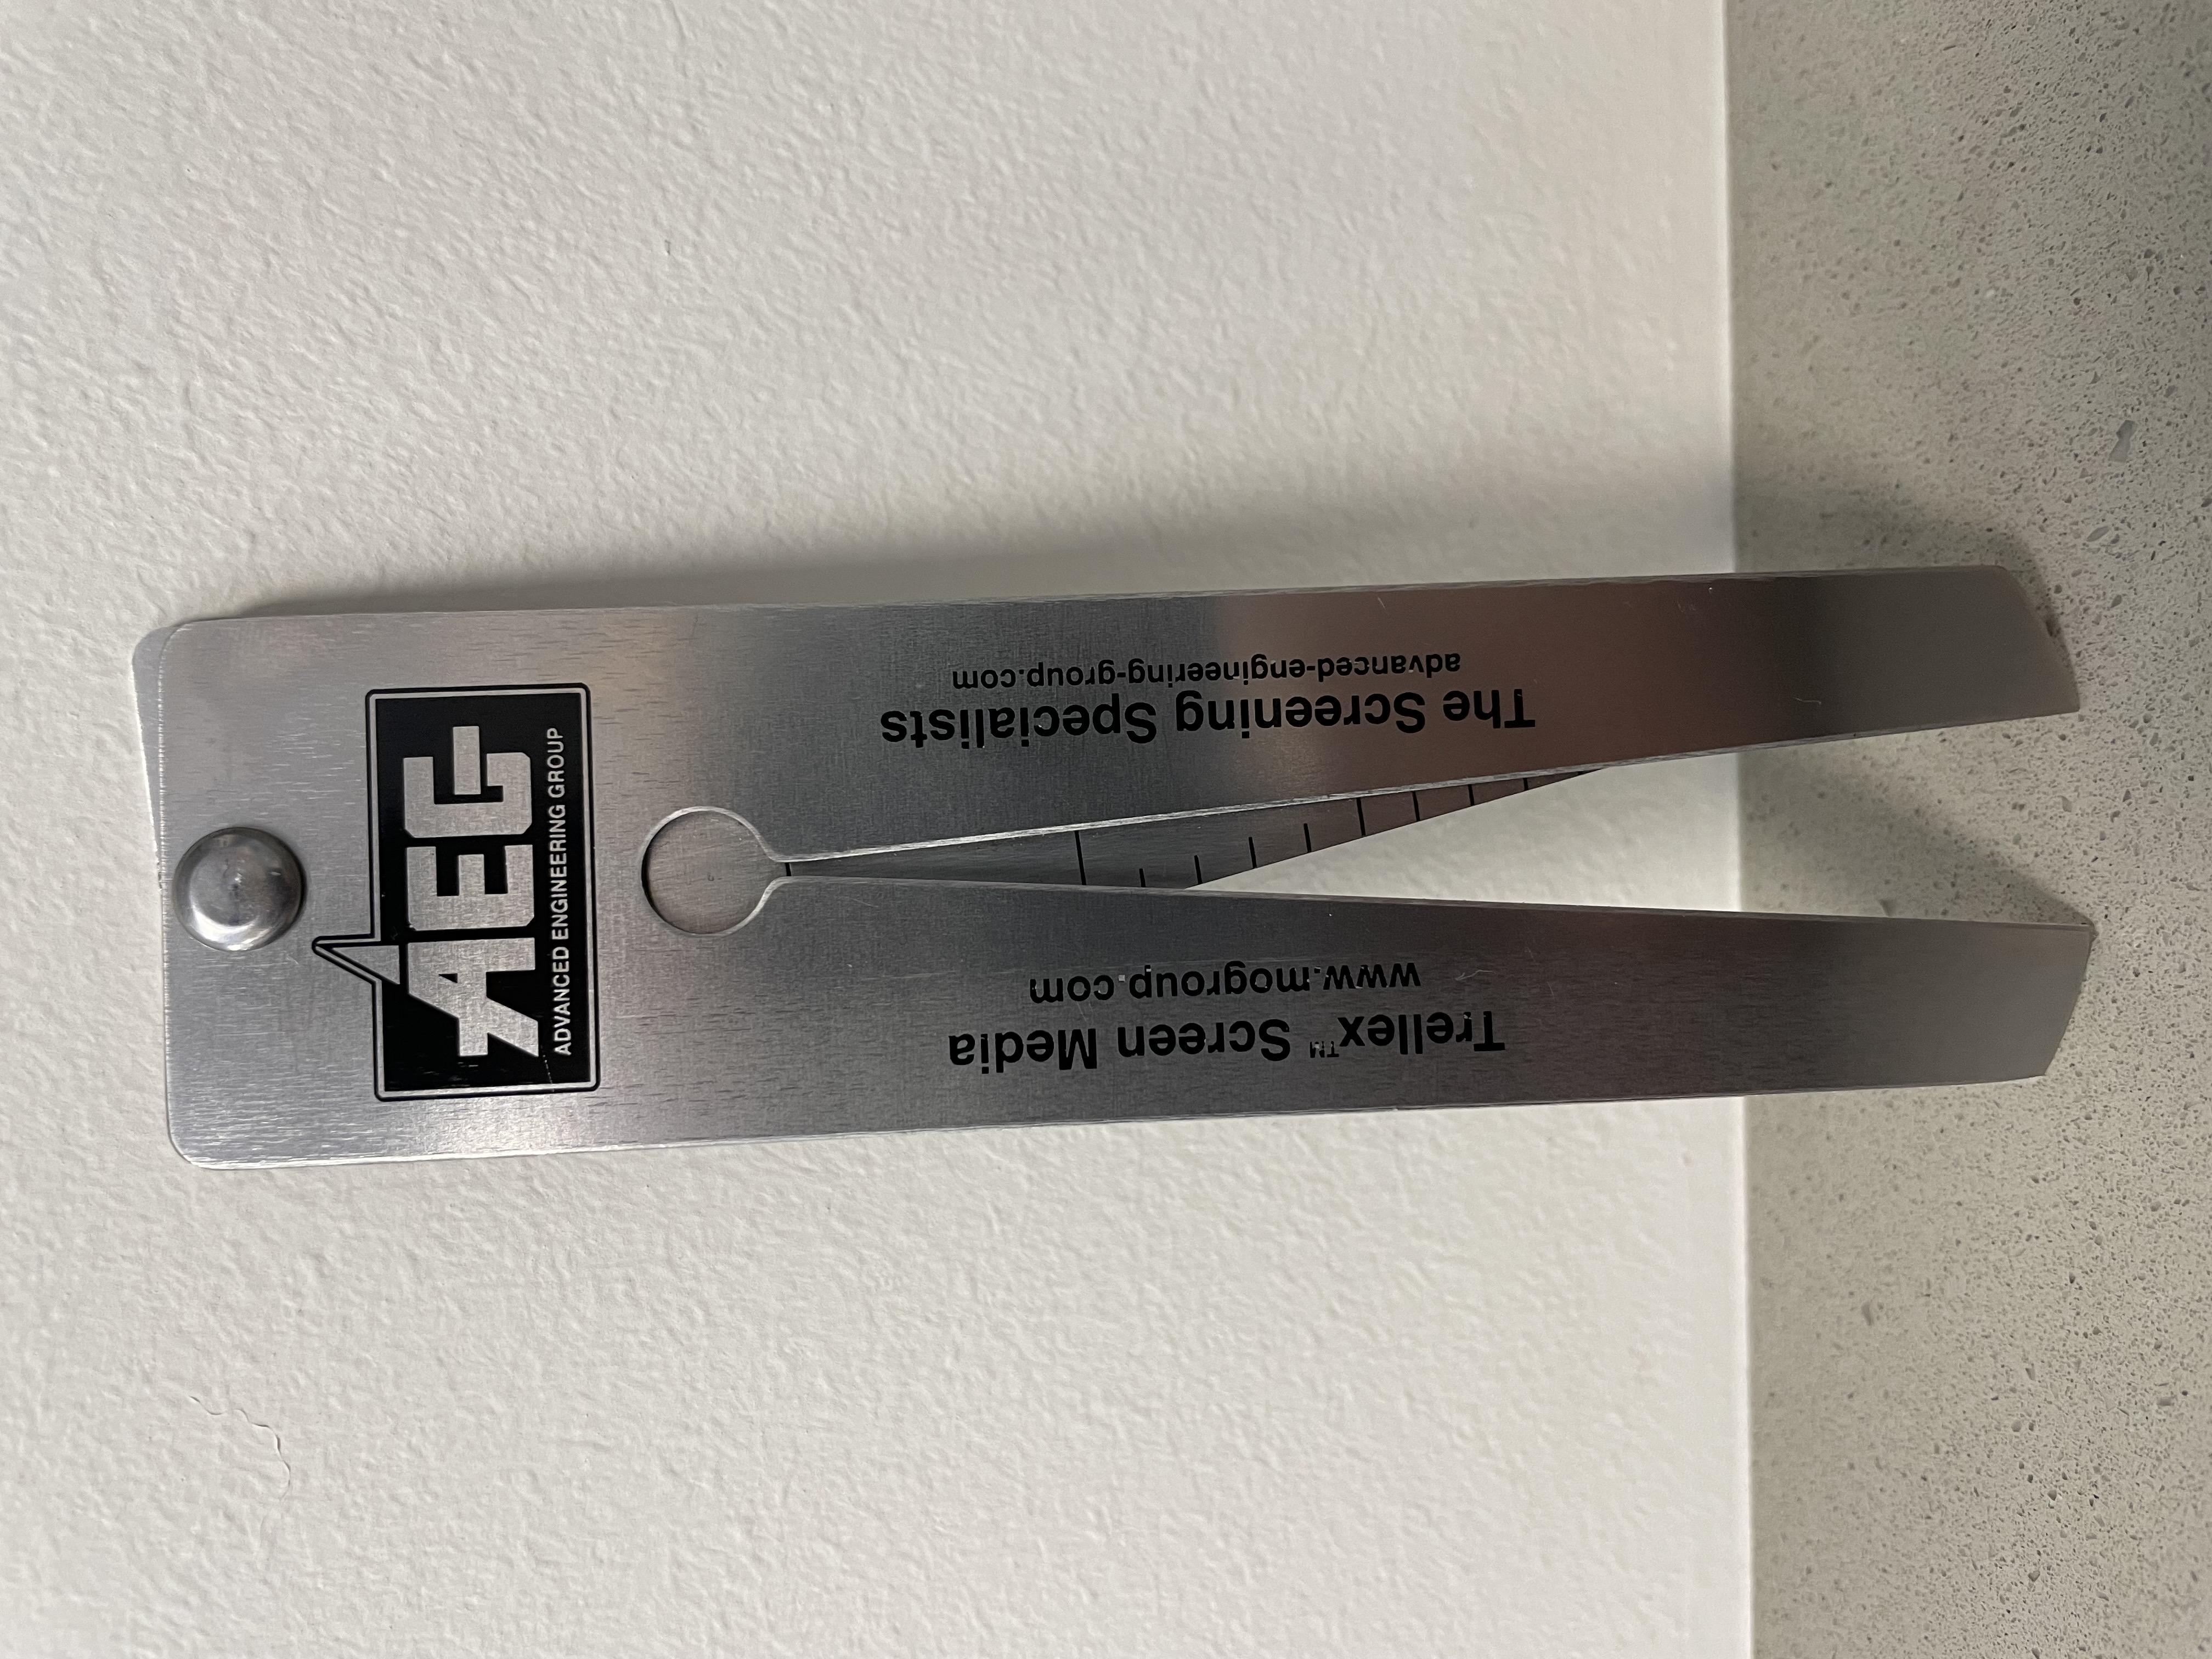 AEG
ADVANCED ENGINEERING GROUP
Trellex™ Screen Media
www.mogroup.com
The Screening Specialists
advanced-engineering-group.com